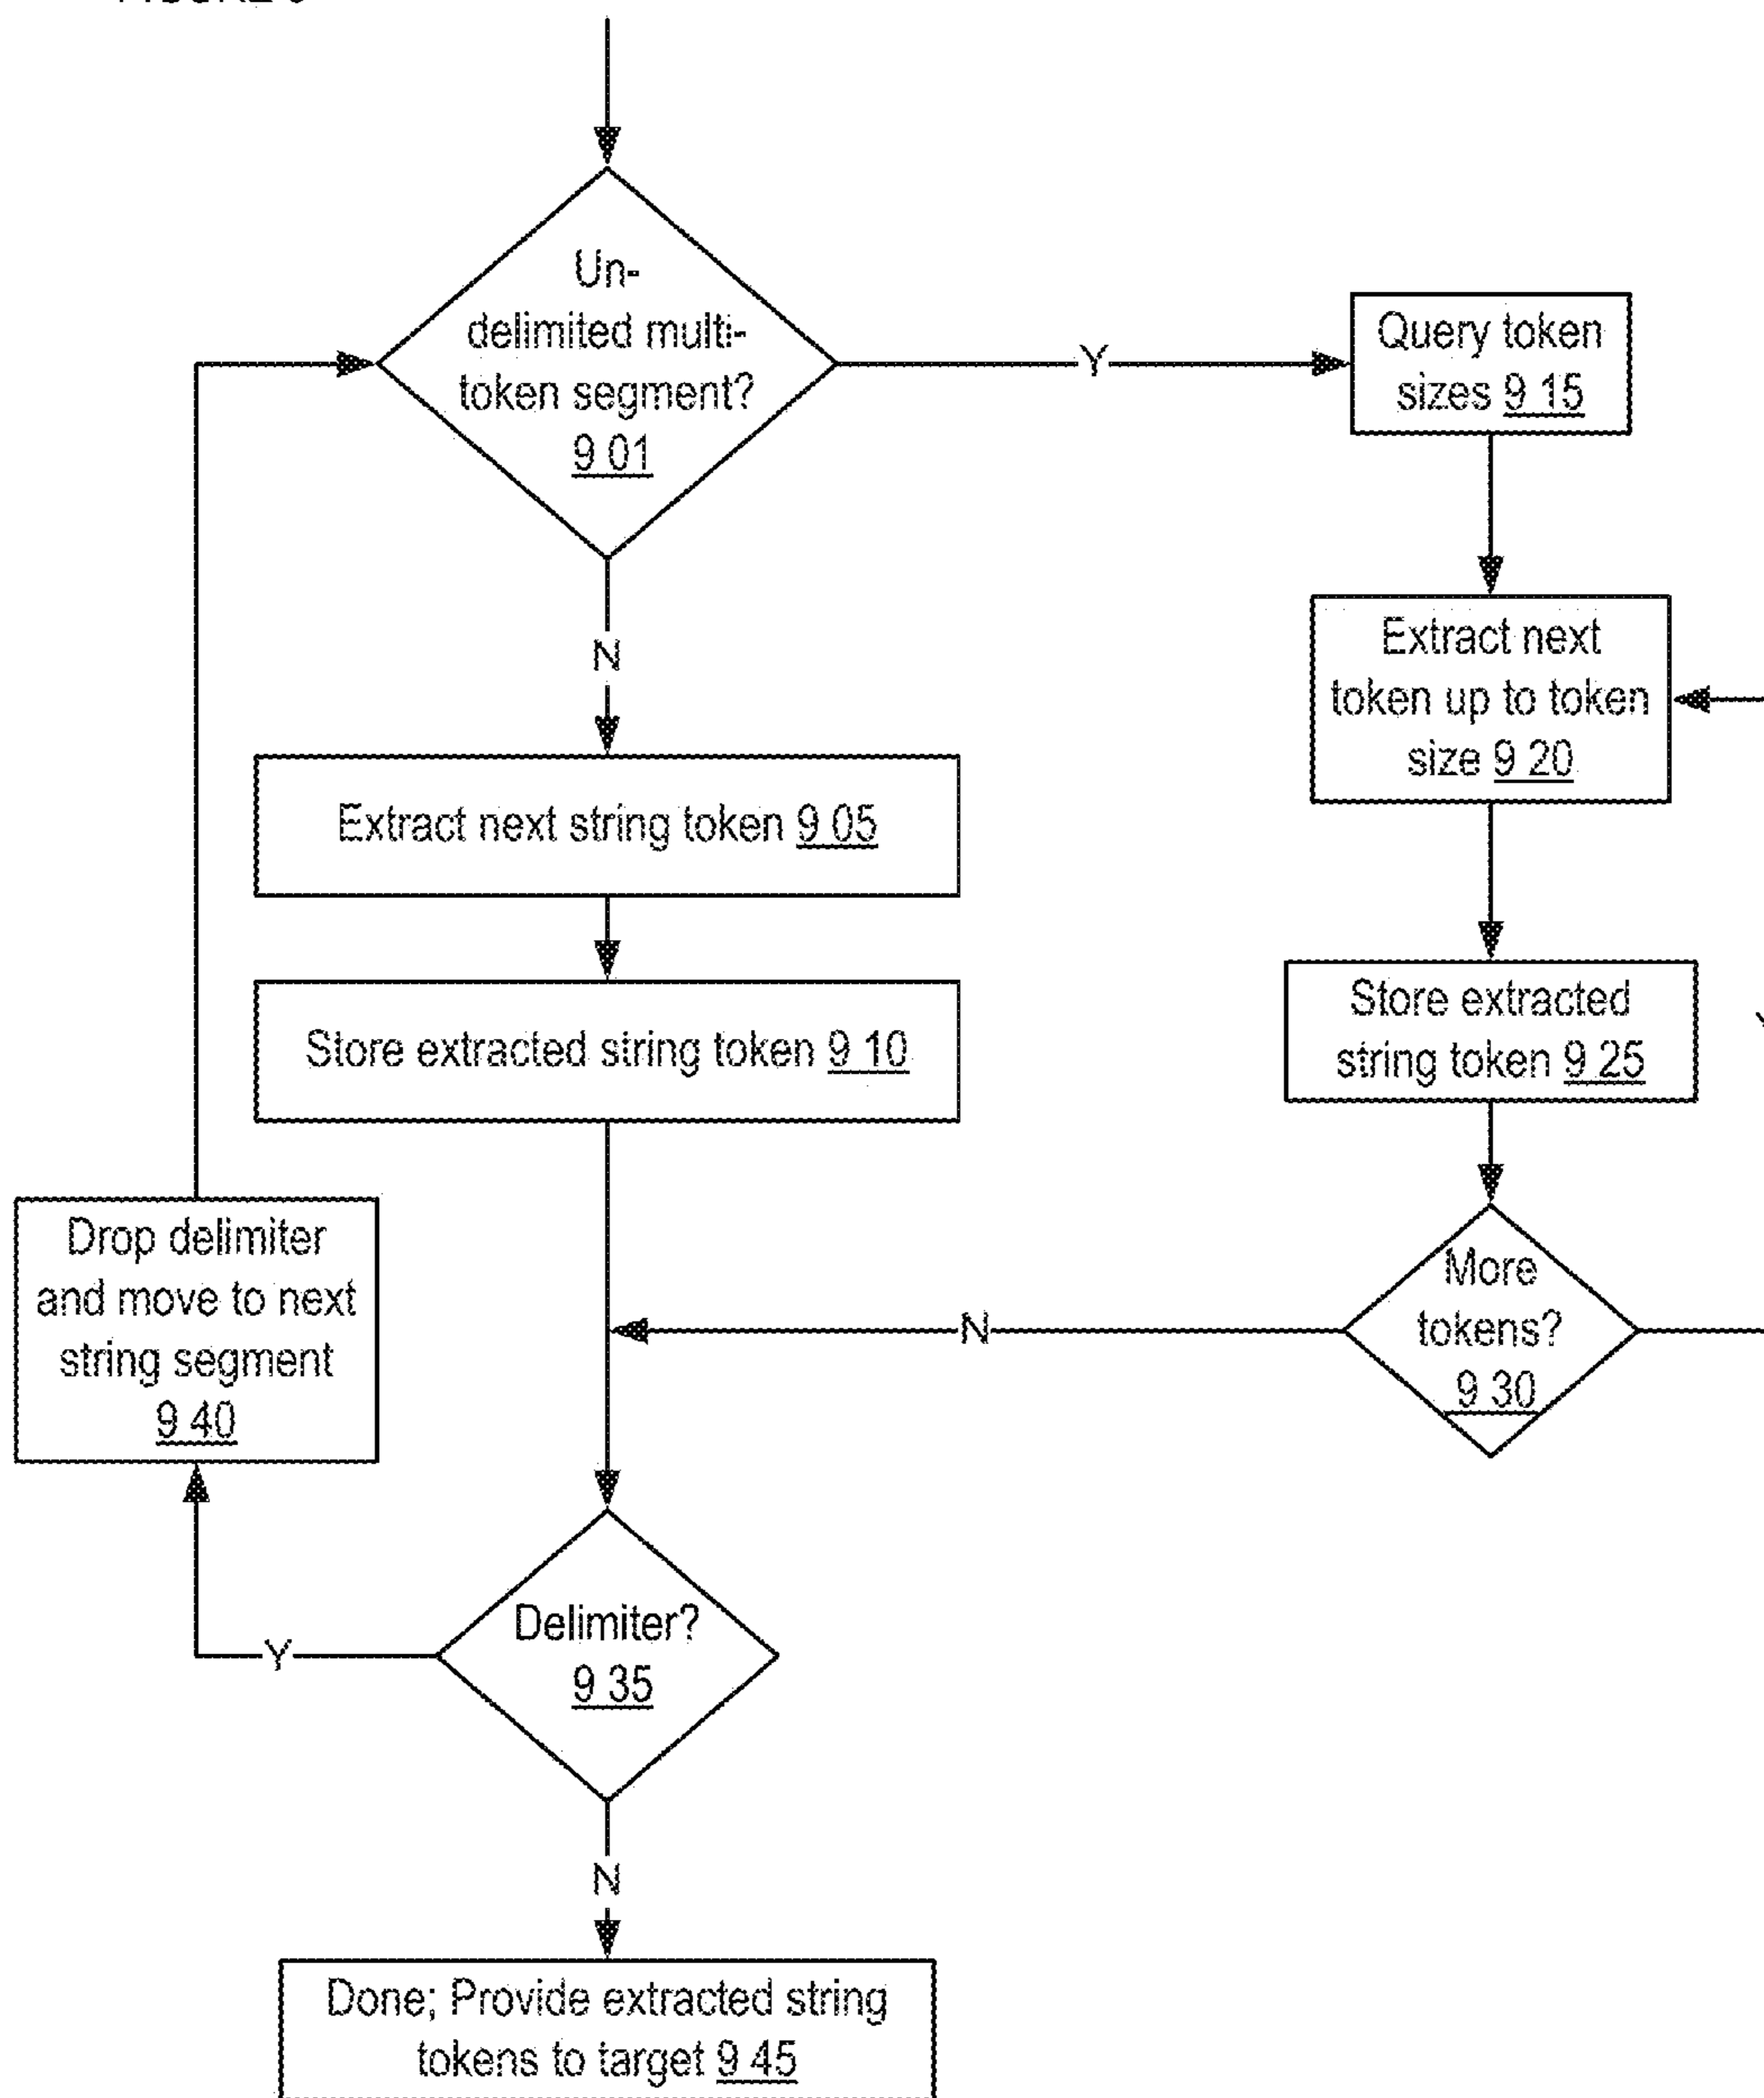 Un-
delimited multi-
token segment?
9 01
Y
Query token
sizes 9 15
N
Extract next
token up to token
size 9 20
Extract next string token 9 05
Store extracted string token 9 10
Store extracted
string token 9 25
Drop delimiter
and move to next
string segment
9 40
More
tokens?
9 30
N
Delimiter?
9 35
Y
N
Done; Provide extracted string
tokens to target 9 45